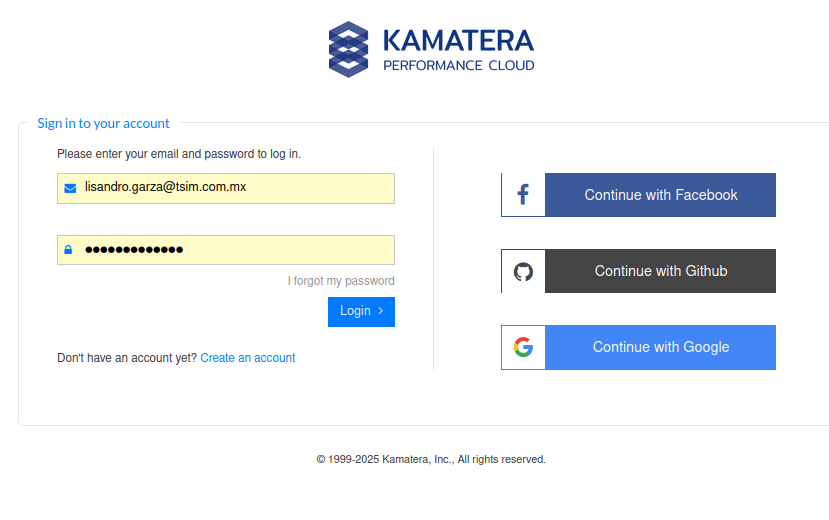 KAMATERA
PERFORMANCE CLOUD
Sign in to your account
Please enter your email and password to log in.
lisandro.garza@tsim.com.mx
●●●●●●●●●●●●●
I forgot my password
Login
Don't have an account yet? Create an account
Continue with Facebook
Continue with Github
Continue with Google
© 1999-2025 Kamatera, Inc., All rights reserved.